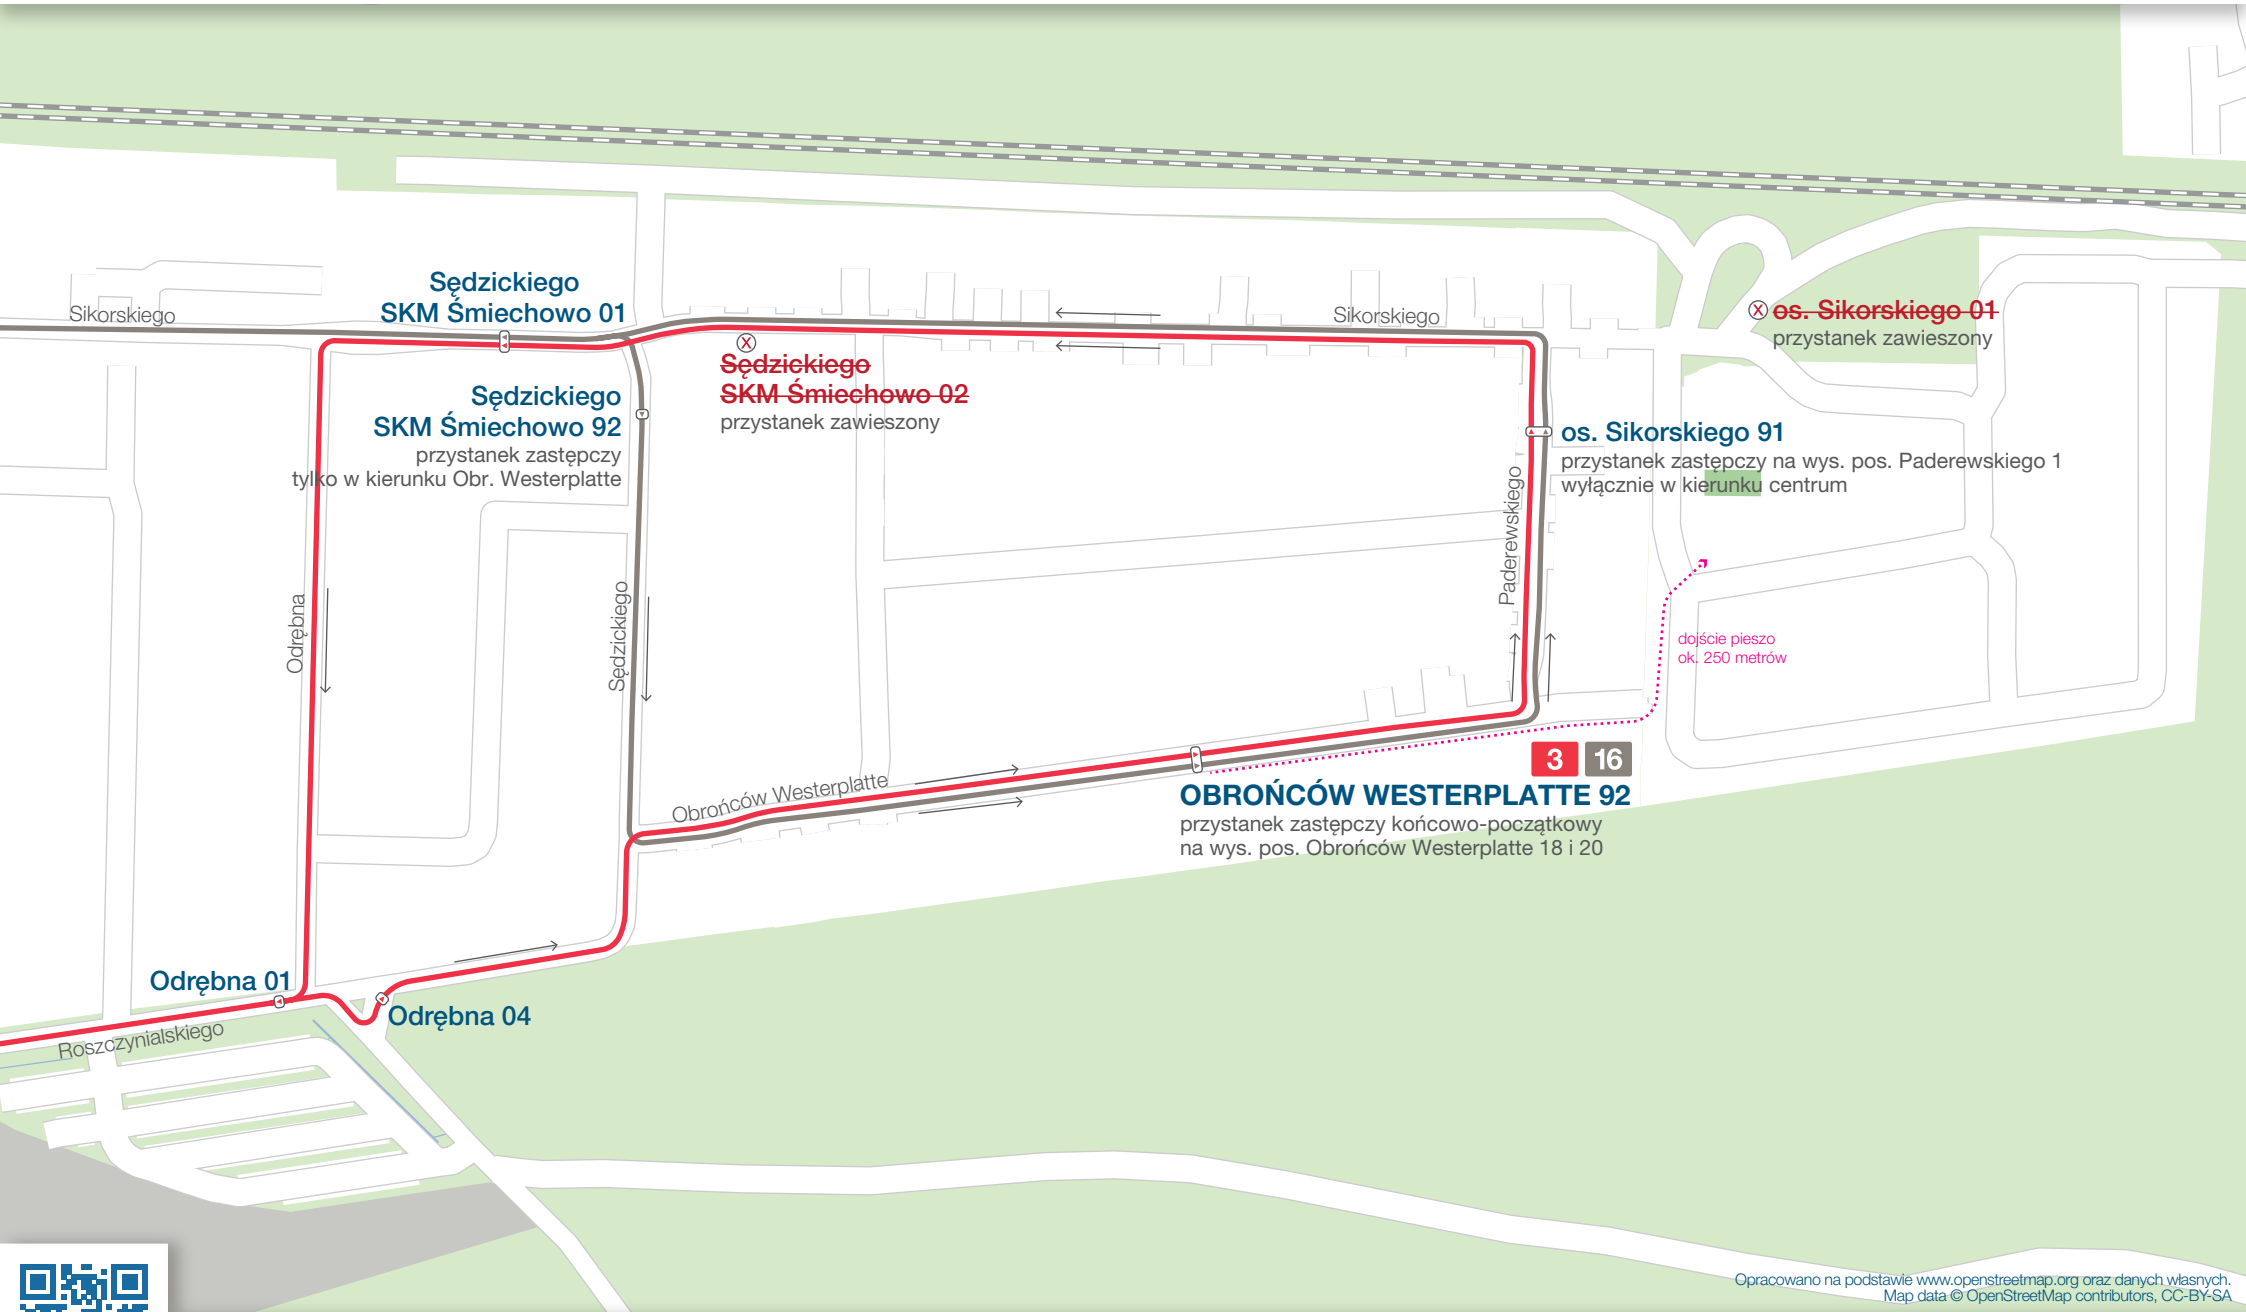 Sędzickiego
SKM Śmiechowo 01
Sikorskiego
Sikorskiego
os. Sikorskiego 01
przystanek zawieszony
Sędzickiego
SKM Śmiechowo 02
przystanek zawieszony
Sędzickiego
SKM Śmiechowo 92
przystanek zastępczy
tylko w kierunku Obr. Westerplatte
os. Sikorskiego 91
przystanek zastępczy na wys. pos. Paderewskiego 1
wyłącznie w kierunku centrum
Paderewskiego
Odrębna
Sędzickiego
dojście pieszo
ok. 250 metrów
Obrońców Westerplatte
3 16
OBROŃCÓW WESTERPLATTE 92
przystanek zastępczy końcowo-początkowy
na wys. pos. Obrońców Westerplatte 18 i 20
Odrębna 01
Odrębna 04
Roszczynialskiego
Opracowano na podstawie www.openstreetmap.org oraz danych własnych.
Map data © OpenStreetMap contributors, CC-BY-SA